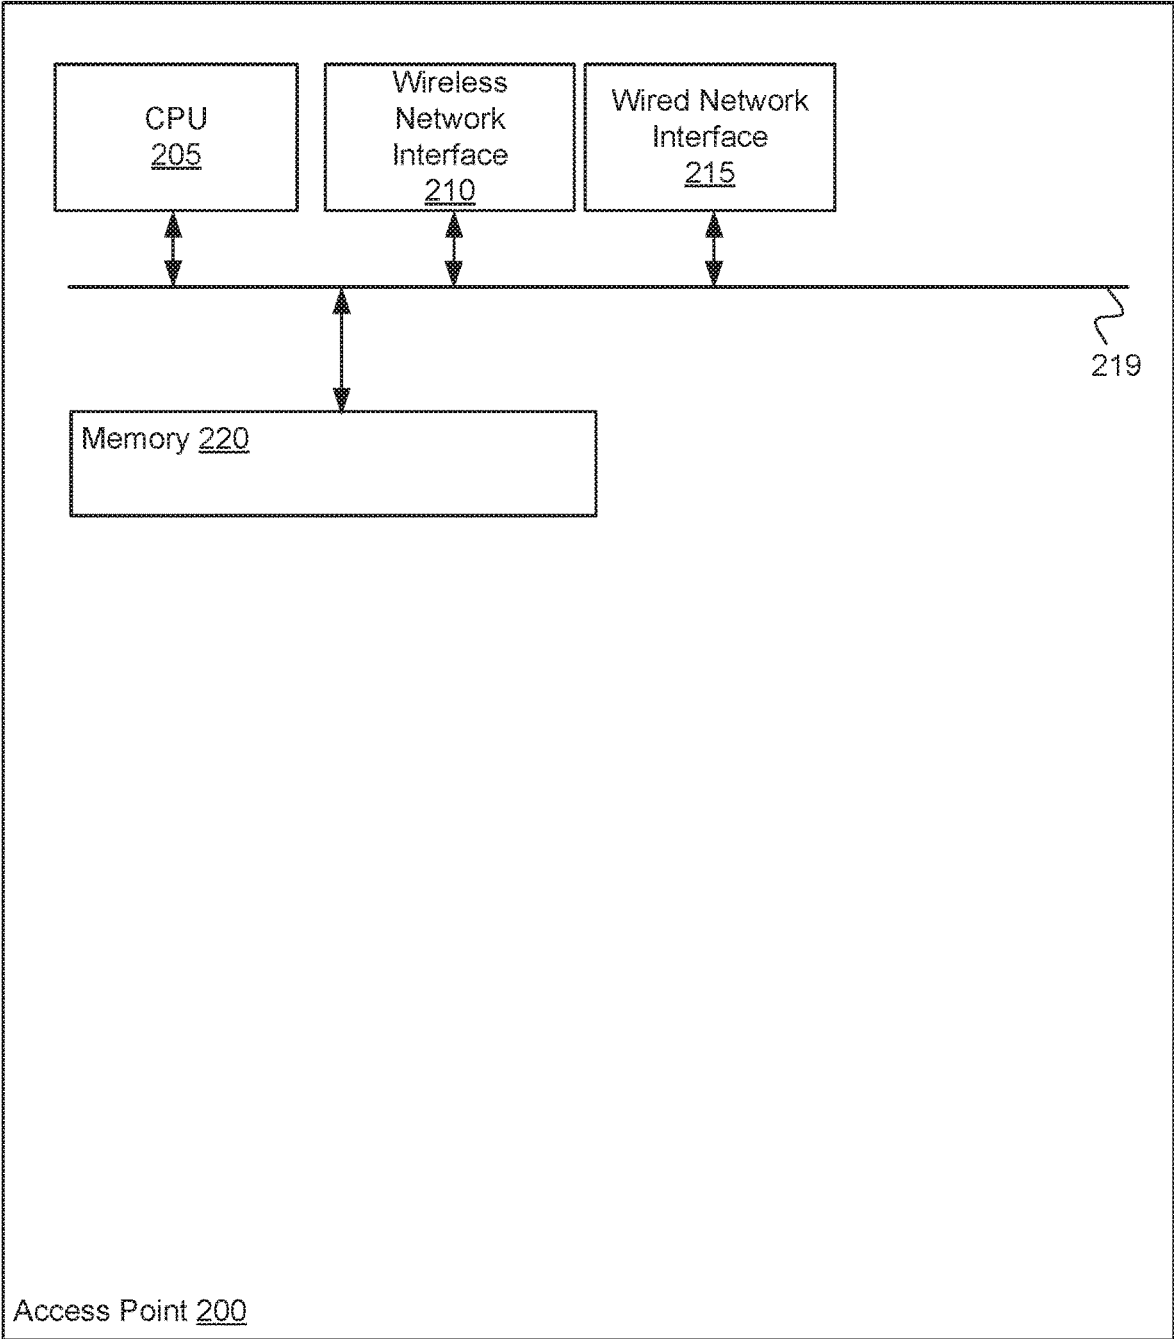 CPU
205
Wireless
Network
Interface
210
Wired Network
Interface
215
219
Memory 220
Access Point 200